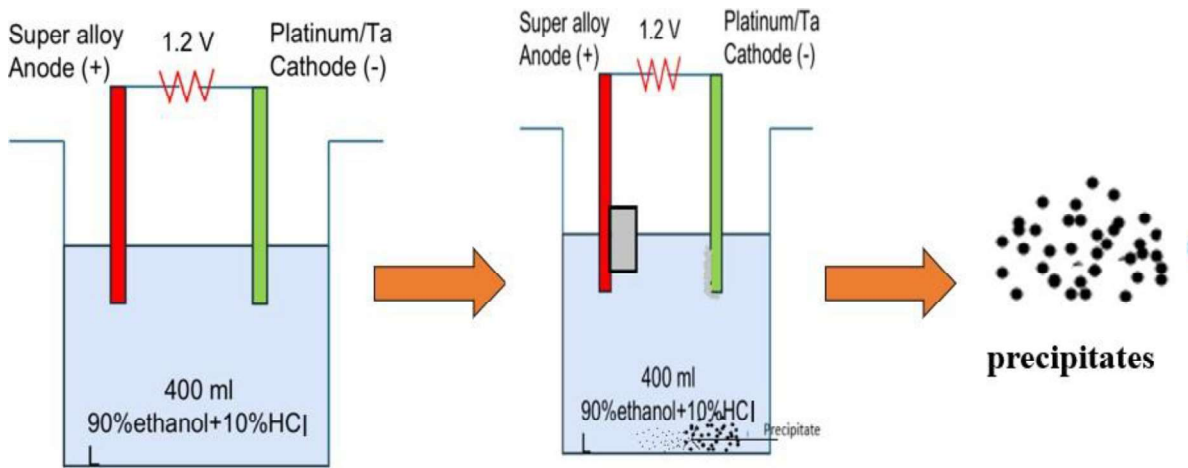 Super alloy
Anode (+)
1.2 V
Platinum/Ta
Cathode (-)
400 ml
90%ethanol+10%HCl
L
Super alloy
Anode (+)
1.2 V
Platinum/Ta
Cathode (-)
400 ml
90%ethanol+10%HCl
Precipitate
L
precipitates